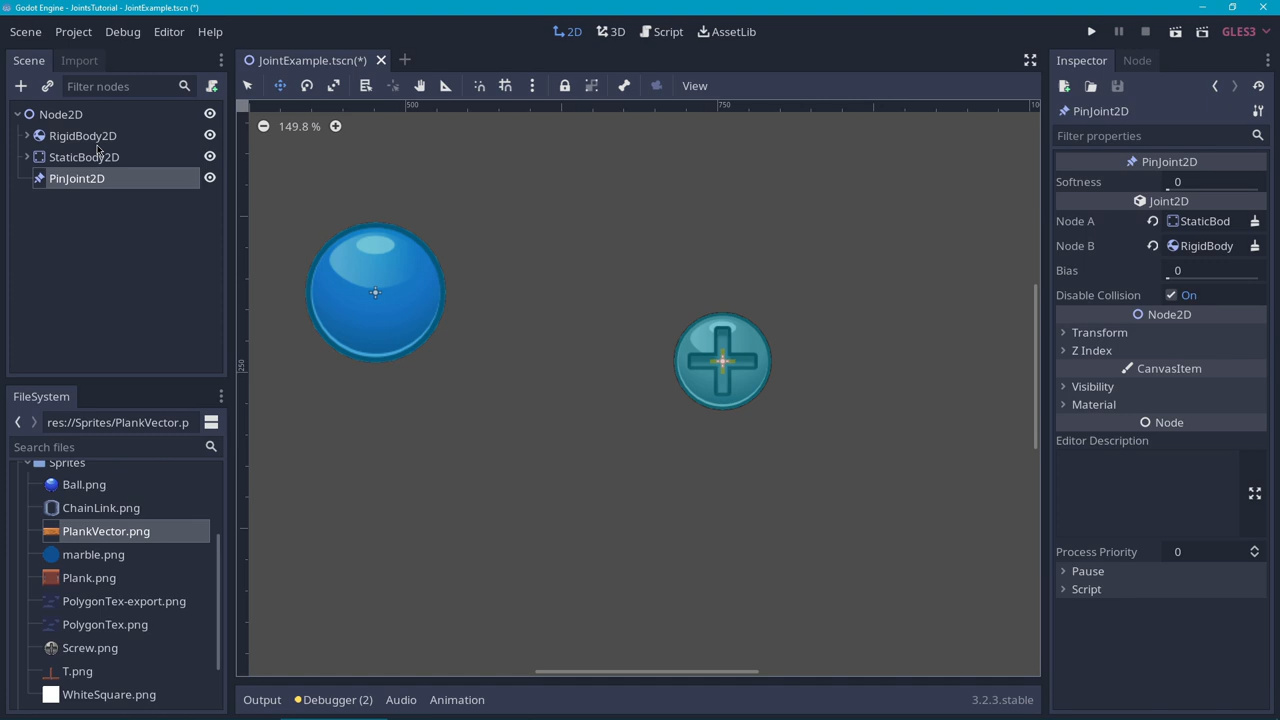 Godot Engine - JointsTutorial - JointExample.tscn (*)
Scene Project Debug Editor Help
2D 3D Script AssetLib
GLES3
Scene Import
Filter nodes
Node2D
RigidBody2D
StaticBody2D
PinJoint2D
FileSystem
res://Sprites/PlankVector.p
Search files
Sprites
Ball.png
ChainLink.png
PlankVector.png
marble.png
Plank.png
PolygonTex-export.png
PolygonTex.png
Screw.png
T.png
WhiteSquare.png
JointExample.tscn(*)
View
500 750 10
149.8 %
250
Output Debugger (2) Audio Animation 3.2.3.stable
Inspector Node
PinJoint2D
Filter properties
PinJoint2D
Softness 0
Joint2D
Node A StaticBod
Node B RigidBody
Bias 0
Disable Collision On
Node2D
Transform
Z Index
CanvasItem
Visibility
Material
Node
Editor Description
Process Priority 0
Pause
Script